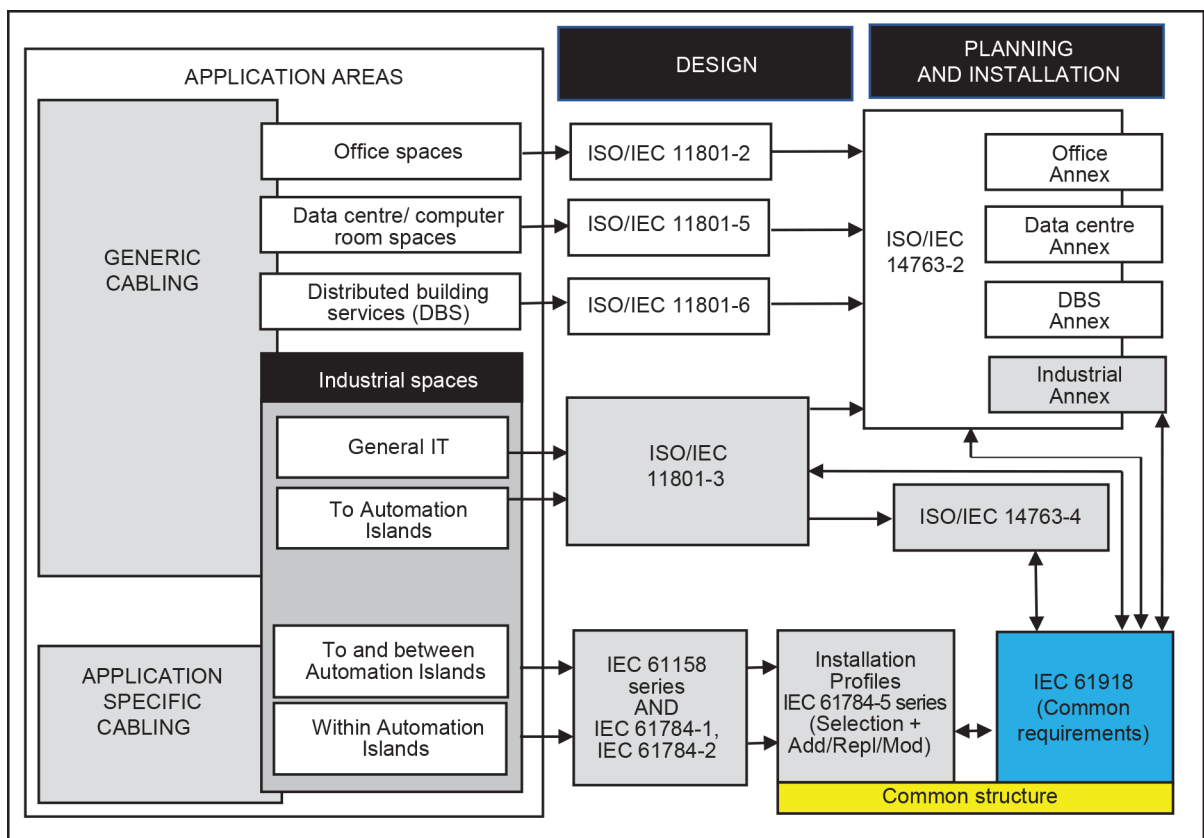 APPLICATION AREAS
DESIGN
PLANNING
AND INSTALLATION
GENERIC
CABLING
Office spaces
ISO/IEC 11801-2
Data centre/ computer
room spaces
ISO/IEC 11801-5
Distributed building
services (DBS)
ISO/IEC 11801-6
ISO/IEC
14763-2
Office
Annex
Data centre
Annex
DBS
Annex
Industrial
Annex
Industrial spaces
General IT
To Automation
Islands
ISO/IEC
11801-3
ISO/IEC 14763-4
APPLICATION
SPECIFIC
CABLING
To and between
Automation Islands
Within Automation
Islands
IEC 61158
series
AND
IEC 61784-1,
IEC 61784-2
Installation
Profiles
IEC 61784-5 series
(Selection +
Add/Repl/Mod)
IEC 61918
(Common
requirements)
Common structure